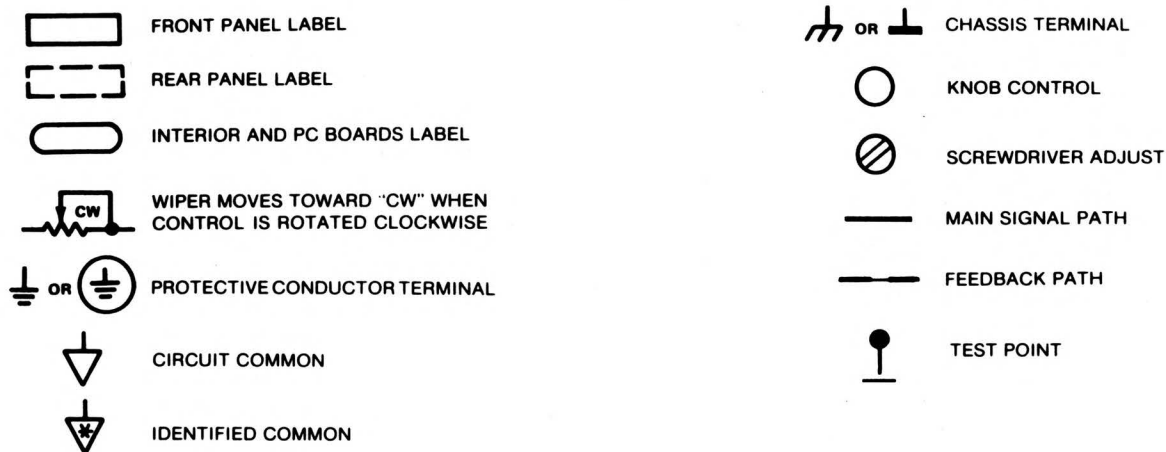 FRONT PANEL LABEL
REAR PANEL LABEL
INTERIOR AND PC BOARDS LABEL
CW
WIPER MOVES TOWARD "CW" WHEN
CONTROL IS ROTATED CLOCKWISE
OR
PROTECTIVE CONDUCTOR TERMINAL
CIRCUIT COMMON
*
IDENTIFIED COMMON
OR
CHASSIS TERMINAL
KNOB CONTROL
SCREWDRIVER ADJUST
MAIN SIGNAL PATH
FEEDBACK PATH
TEST POINT